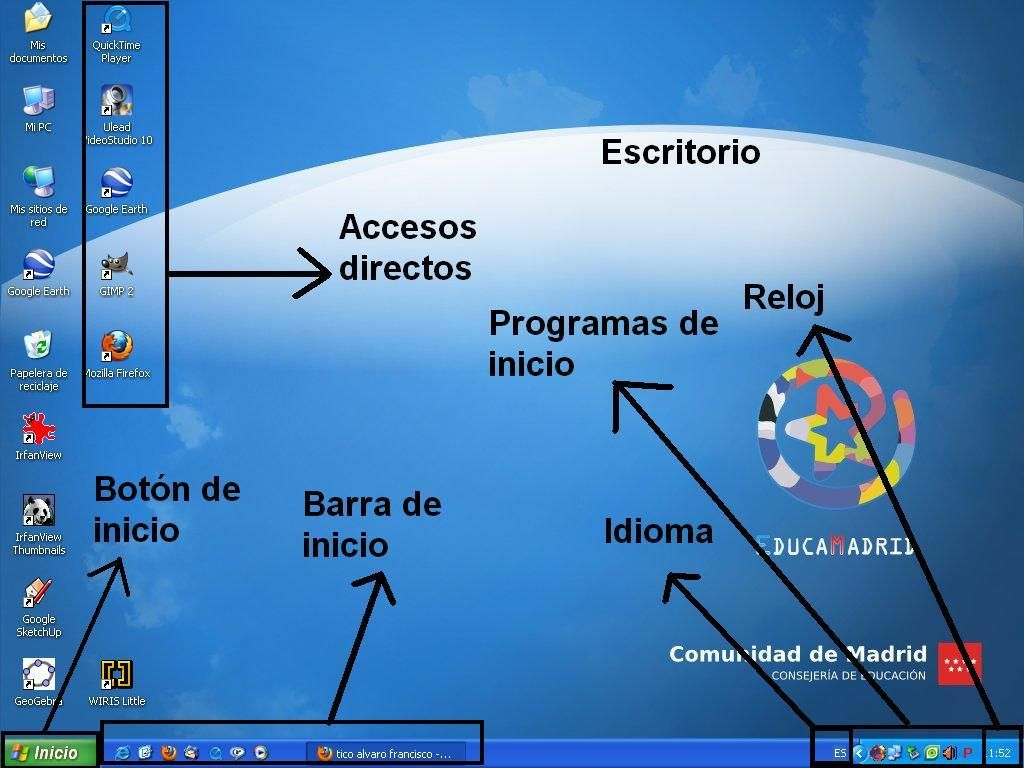 Mis
documentos
QuickTime
Player
Mi PC
Ulead
VideoStudio 10
Escritorio
Mis sitios de
red
Google Earth
Accesos
directos
Google Earth
GIMP 2
Programas de
inicio
Reloj
Papelera de
reciclaje
Mozilla Firefox
IrfanView
Botón de
inicio
Barra de
inicio
Idioma
IrfanView
Thumbnails
EDUCAMADRID
Google
SketchUp
Comunidad de Madrid
CONSEJERÍA DE EDUCACIÓN
GeoGebra
WIRIS Little
Inicio
tico alvaro francisco -...
ES
P
11:52